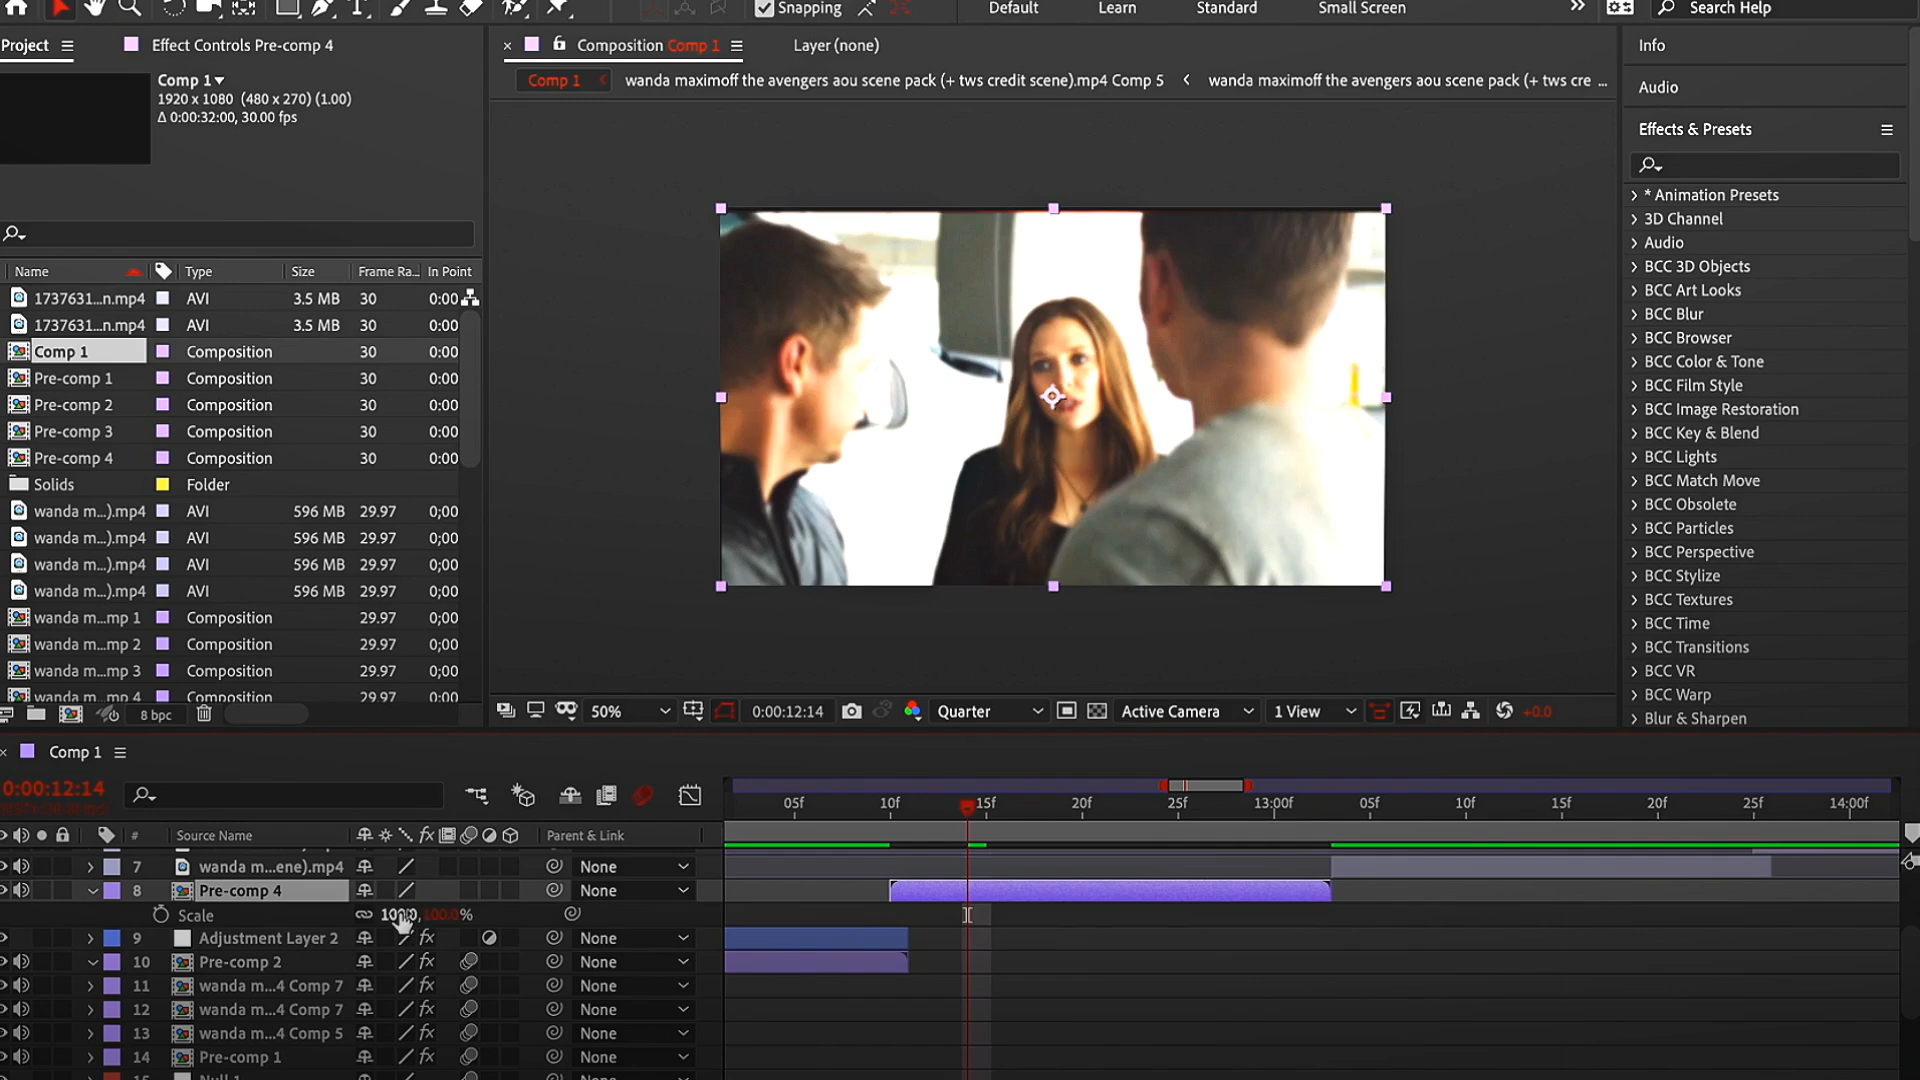 Snapping
Default
Learn
Standard
Small Screen
Search Help
Project
Effect Controls Pre-comp 4
Comp 1
1920 x 1080 (480 x 270) (1.00)
Δ 0:00:32:00, 30.00 fps
Name Type Size Frame Ra... In Point
1737631...n.mp4 AVI 3.5 MB 30 0:00
1737631...n.mp4 AVI 3.5 MB 30 0:00
Comp 1 Composition 30 0:00
Pre-comp 1 Composition 30 0:00
Pre-comp 2 Composition 30 0:00
Pre-comp 3 Composition 30 0:00
Pre-comp 4 Composition 30 0:00
Solids Folder
wanda m...).mp4 AVI 596 MB 29.97 0;00
wanda m...).mp4 AVI 596 MB 29.97 0;00
wanda m...).mp4 AVI 596 MB 29.97 0;00
wanda m...).mp4 AVI 596 MB 29.97 0;00
wanda m...mp 1 Composition 29.97 0;00
wanda m...mp 2 Composition 29.97 0;00
wanda m...mp 3 Composition 29.97 0;00
wanda m...mp 4 Composition 29.97 0;00
8 bpc
Composition Comp 1
Layer (none)
Comp 1
wanda maximoff the avengers aou scene pack (+ tws credit scene).mp4 Comp 5
wanda maximoff the avengers aou scene pack (+ tws cre ...
50%
0:00:12:14
Quarter
Active Camera
1 View
+0.0
Info
Audio
Effects & Presets
* Animation Presets
3D Channel
Audio
BCC 3D Objects
BCC Art Looks
BCC Blur
BCC Browser
BCC Color & Tone
BCC Film Style
BCC Image Restoration
BCC Key & Blend
BCC Lights
BCC Match Move
BCC Obsolete
BCC Particles
BCC Perspective
BCC Stylize
BCC Textures
BCC Time
BCC Transitions
BCC VR
BCC Warp
Blur & Sharpen
Comp 1
0:00:12:14
05f 10f 15f 20f 25f 13:00f 05f 10f 15f 20f 25f 14:00f
# Source Name fx Parent & Link
7 wanda m...ene).mp4 None
8 Pre-comp 4 None
Scale 100.0, 100.0%
9 Adjustment Layer 2 fx None
10 Pre-comp 2 fx None
11 wanda m...4 Comp 7 fx None
12 wanda m...4 Comp 7 fx None
13 wanda m...4 Comp 5 fx None
14 Pre-comp 1 fx None
15 Null 1